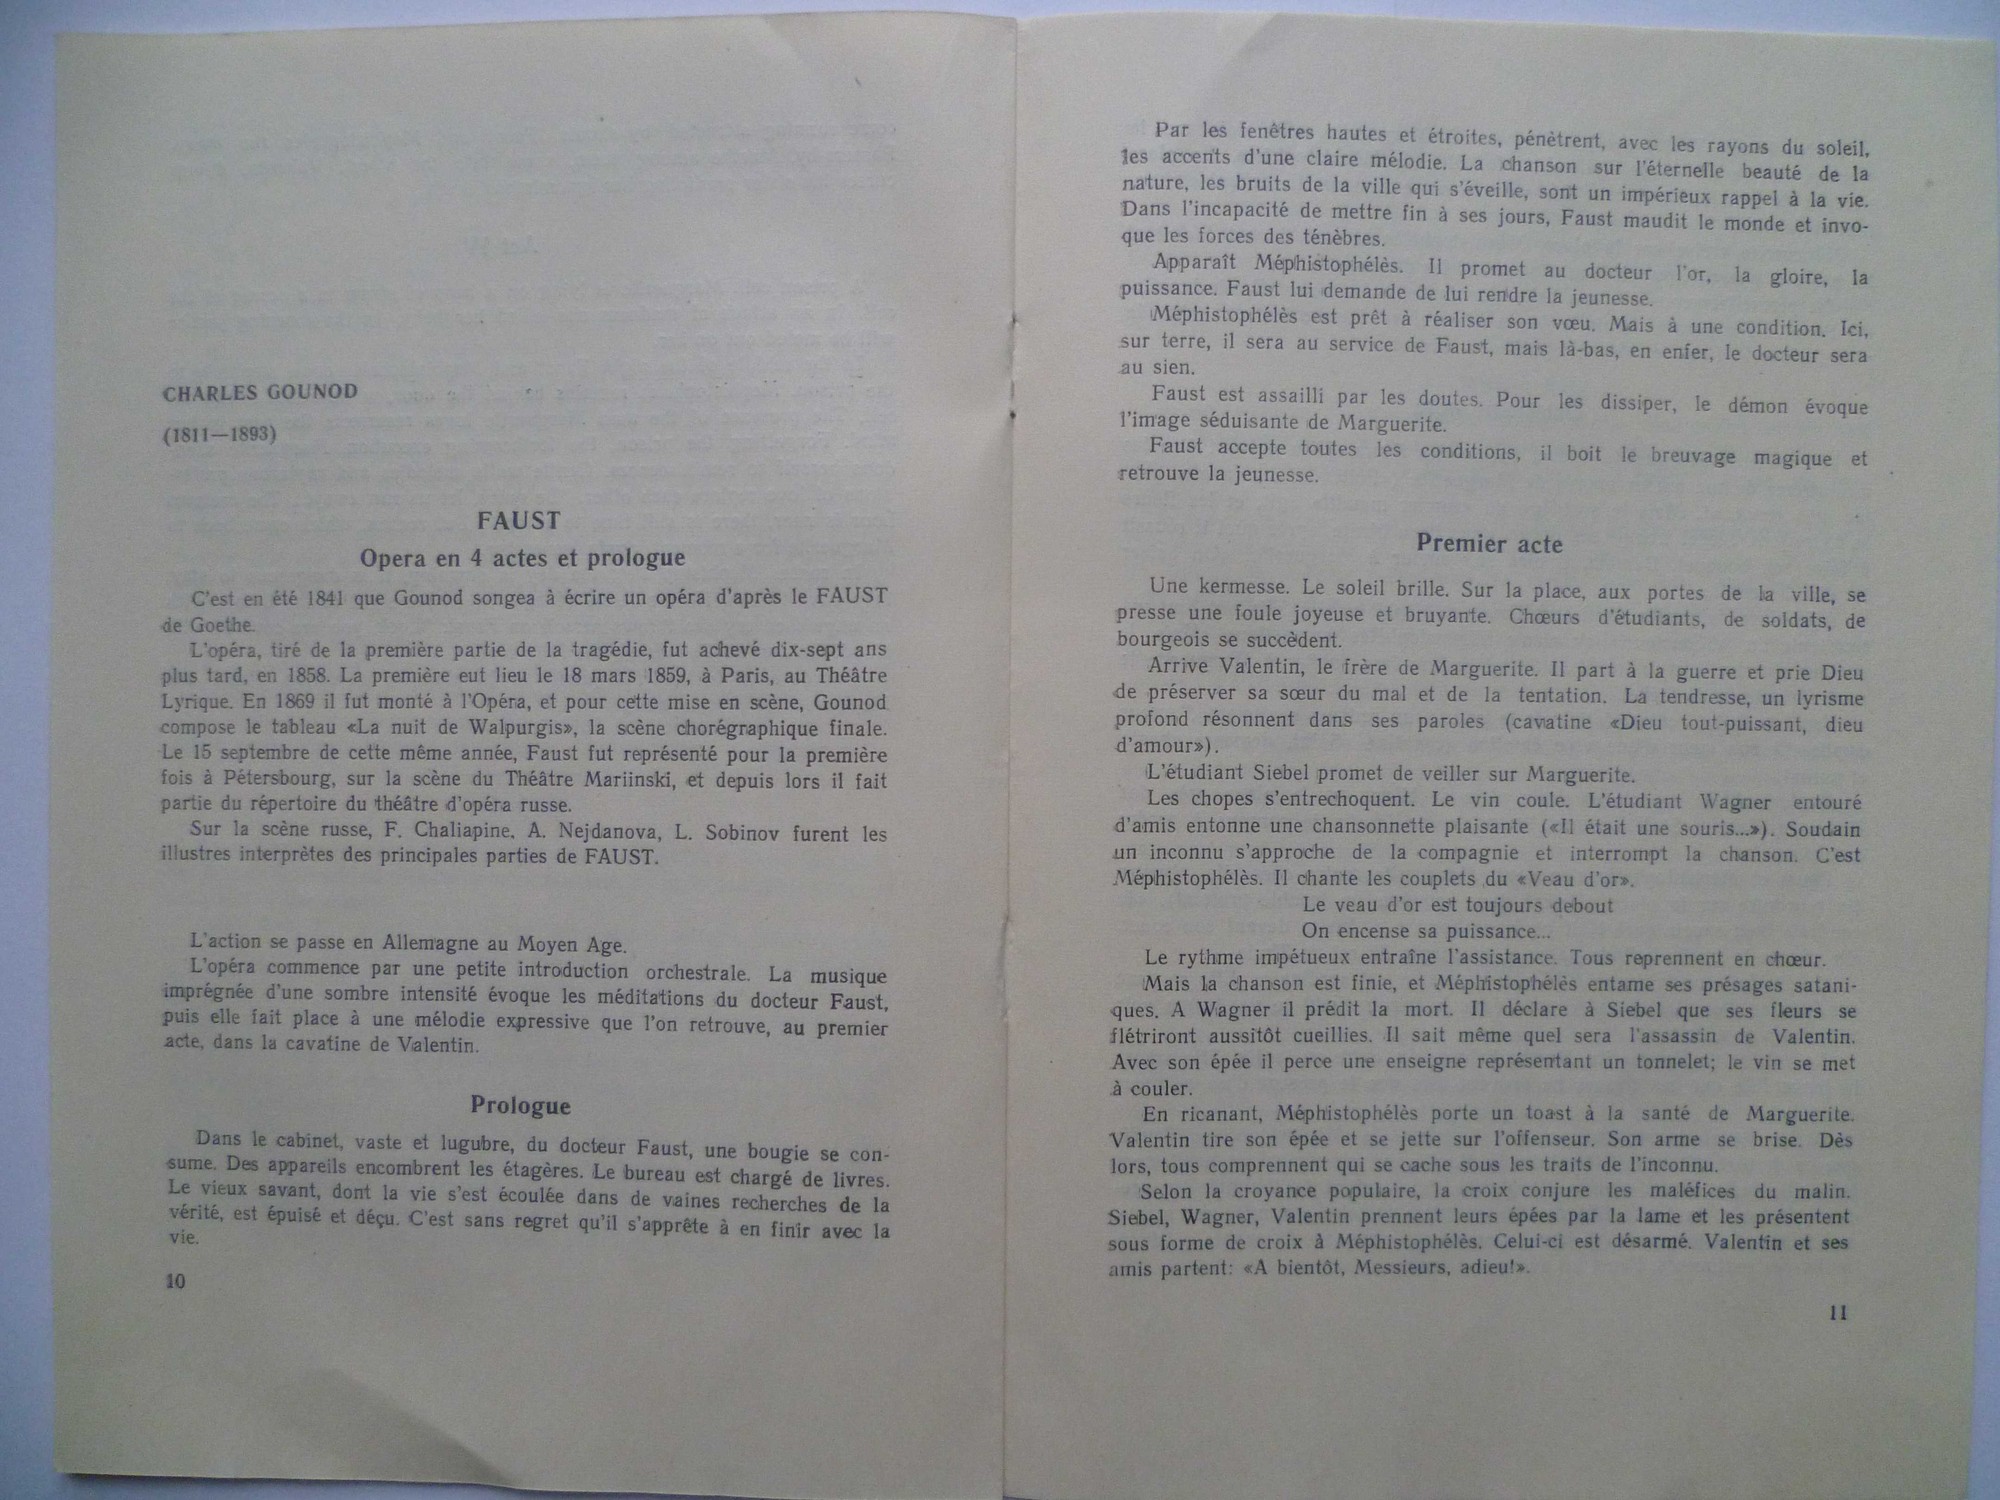 CHARLES GOUNOD
(1811—1893)
FAUST
Opera en 4 actes et prologue
C'est en été 1841 que Gounod songea à écrire un opéra d'après le FAUST
de Goethe.
L'opéra, tiré de la première partie de la tragédie, fut achevé dix-sept ans
plus tard, en 1858. La première eut lieu le 18 mars 1859, à Paris, au Théâtre
Lyrique. En 1869 il fut monté à l'Opéra, et pour cette mise en scène, Gounod
compose le tableau «La nuit de Walpurgis», la scène chorégraphique finale.
Le 15 septembre de cette même année, Faust fut représenté pour la première
fois à Pétersbourg, sur la scène du Théâtre Mariinski, et depuis lors il fait
partie du répertoire du théâtre d'opéra russe.
Sur la scène russe, F. Chaliapine, A. Nejdanova, L. Sobinov furent les
illustres interprètes des principales parties de FAUST.
L'action se passe en Allemagne au Moyen Age.
L'opéra commence par une petite introduction orchestrale. La musique
imprégnée d'une sombre intensité évoque les méditations du docteur Faust,
puis elle fait place à une mélodie expressive que l'on retrouve, au premier
acte, dans la cavatine de Valentin.
Prologue
Dans le cabinet, vaste et lugubre, du docteur Faust, une bougie se con-
sume. Des appareils encombrent les étagères. Le bureau est chargé de livres.
Le vieux savant, dont la vie s'est écoulée dans de vaines recherches de la
vérité, est épuisé et déçu. C'est sans regret qu'il s'apprête à en finir avec la
vie.
10
Par les fenêtres hautes et étroites, pénètrent, avec les rayons du soleil,
les accents d'une claire mélodie. La chanson sur l'éternelle beauté de la
nature, les bruits de la ville qui s'éveille, sont un impérieux rappel à la vie.
Dans l'incapacité de mettre fin à ses jours, Faust maudit le monde et invo-
que les forces des ténèbres.
Apparaît Méphistophélès. Il promet au docteur l'or, la gloire, la
puissance. Faust lui demande de lui rendre la jeunesse.
Méphistophélès est prêt à réaliser son vœu. Mais à une condition. Ici,
sur terre, il sera au service de Faust, mais là-bas, en enfer, le docteur sera
au sien.
Faust est assailli par les doutes. Pour les dissiper, le démon évoque
l'image séduisante de Marguerite.
Faust accepte toutes les conditions, il boit le breuvage magique et
retrouve la jeunesse.
Premier acte
Une kermesse. Le soleil brille. Sur la place, aux portes de la ville, se
presse une foule joyeuse et bruyante. Chœurs d'étudiants, de soldats, de
bourgeois se succèdent.
Arrive Valentin, le frère de Marguerite. Il part à la guerre et prie Dieu
de préserver sa sœur du mal et de la tentation. La tendresse, un lyrisme
profond résonnent dans ses paroles (cavatine «Dieu tout-puissant, dieu
d'amour»).
L'étudiant Siebel promet de veiller sur Marguerite.
Les chopes s'entrechoquent. Le vin coule. L'étudiant Wagner entouré
d'amis entonne une chansonnette plaisante («Il était une souris...»). Soudain
un inconnu s'approche de la compagnie et interrompt la chanson. C'est
Méphistophélès. Il chante les couplets du «Veau d'or».
Le veau d'or est toujours debout
On encense sa puissance...
Le rythme impétueux entraîne l'assistance. Tous reprennent en chœur.
Mais la chanson est finie, et Méphistophélès entame ses présages satani-
ques. A Wagner il prédit la mort. Il déclare à Siebel que ses fleurs se
flétriront aussitôt cueillies. Il sait même quel sera l'assassin de Valentin.
Avec son épée il perce une enseigne représentant un tonnelet; le vin se met
à couler.
En ricanant, Méphistophélès porte un toast à la santé de Marguerite.
Valentin tire son épée et se jette sur l'offenseur. Son arme se brise. Dès
lors, tous comprennent qui se cache sous les traits de l'inconnu.
Selon la croyance populaire, la croix conjure les maléfices du malin.
Siebel, Wagner, Valentin prennent leurs épées par la lame et les présentent
sous forme de croix à Méphistophélès. Celui-ci est désarmé. Valentin et ses
amis partent: «A bientôt, Messieurs, adieu!».
11